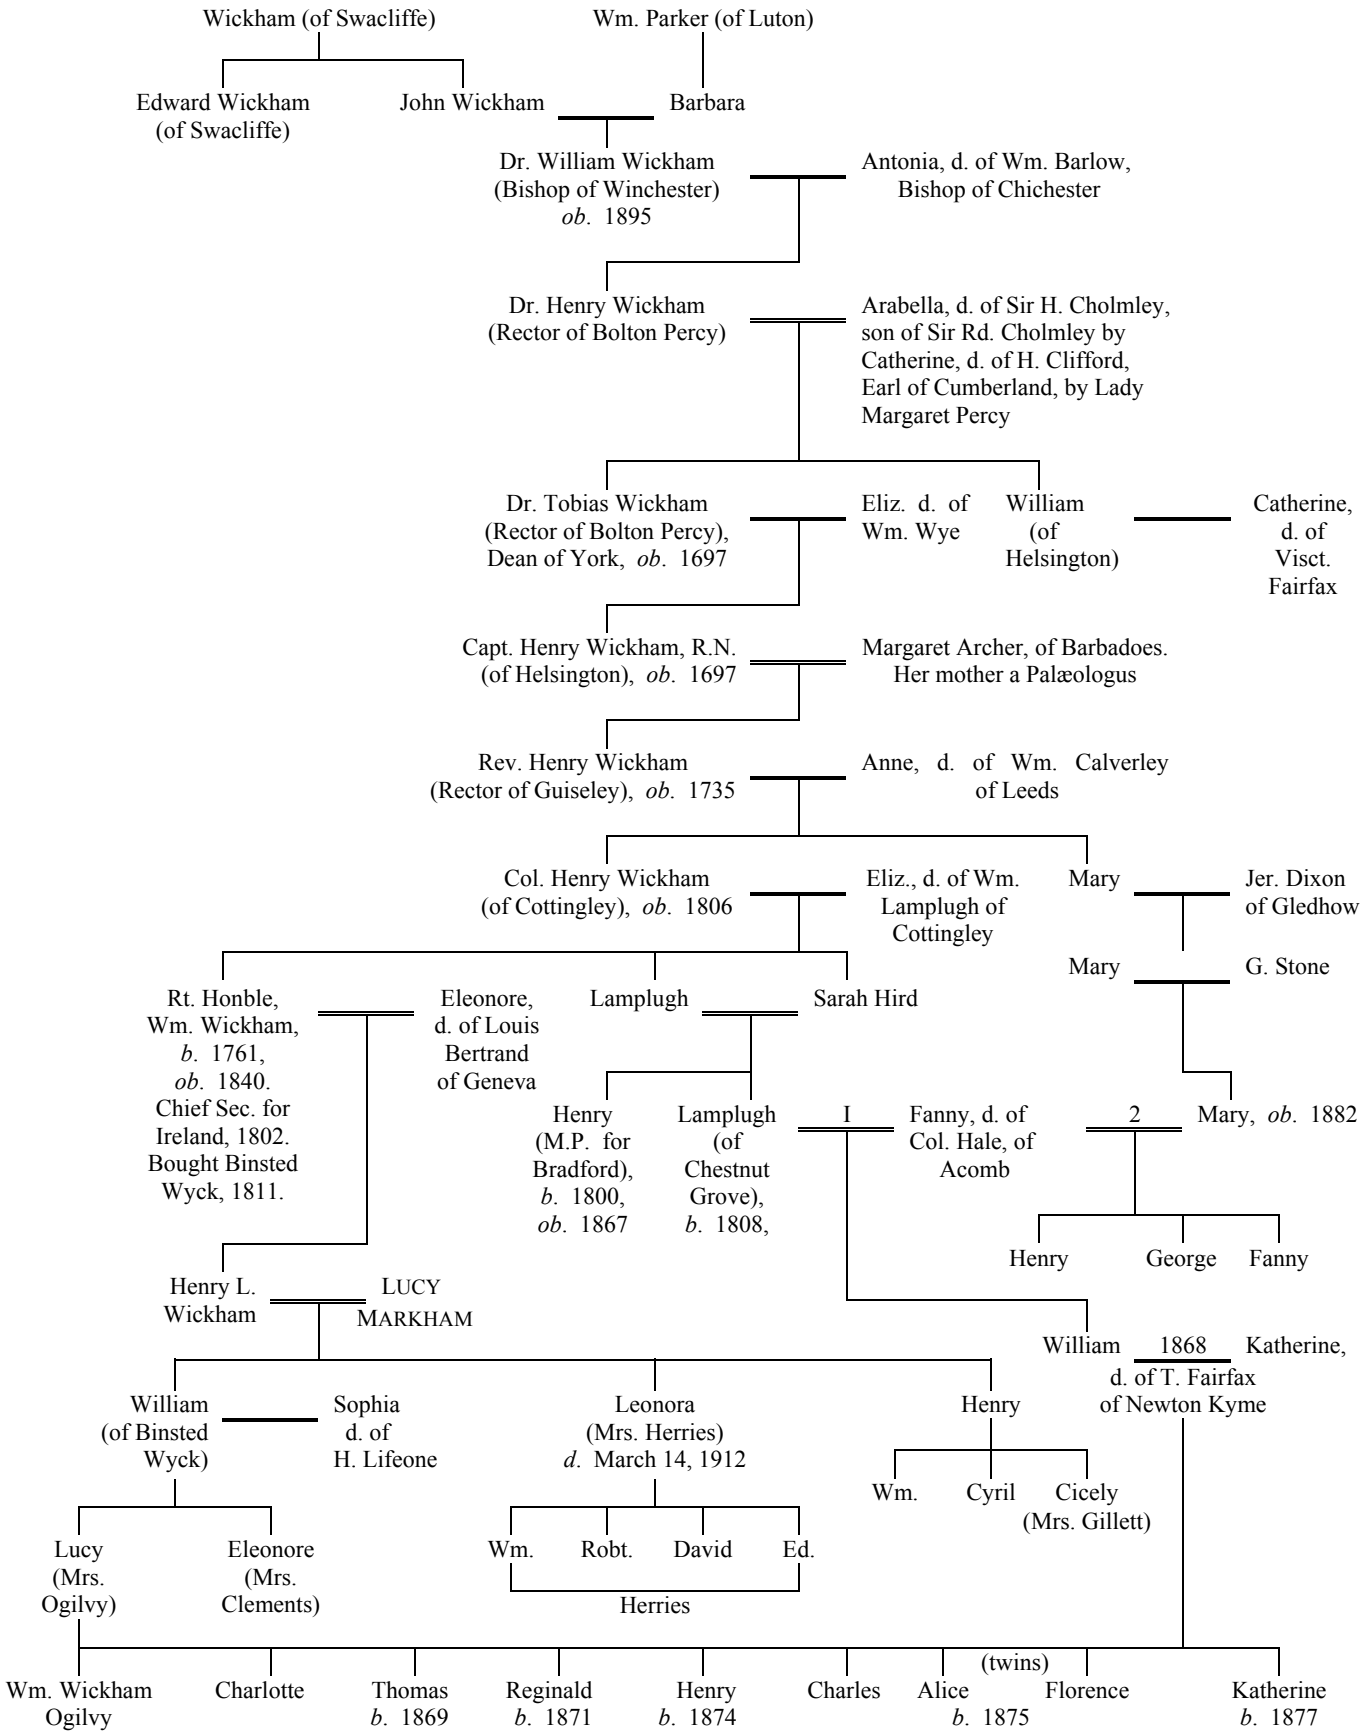 Wickham (of Swacliffe)
Wm. Parker (of Luton)
Edward Wickham
(of Swacliffe)
John Wickham
Barbara
Dr. William Wickham
(Bishop of Winchester)
ob. 1895
Antonia, d. of Wm. Barlow,
Bishop of Chichester
Dr. Henry Wickham
(Rector of Bolton Percy)
Arabella, d. of Sir H. Cholmley,
son of Sir Rd. Cholmley by
Catherine, d. of H. Clifford,
Earl of Cumberland, by Lady
Margaret Percy
Dr. Tobias Wickham
(Rector of Bolton Percy),
Dean of York, ob. 1697
Eliz. d. of
Wm. Wye
William
(of
Helsington)
Catherine,
d. of
Visct.
Fairfax
Capt. Henry Wickham, R.N.
(of Helsington), ob. 1697
Margaret Archer, of Barbadoes.
Her mother a Palæologus
Rev. Henry Wickham
(Rector of Guiseley), ob. 1735
Anne, d. of Wm. Calverley
of Leeds
Col. Henry Wickham
(of Cottingley), ob. 1806
Eliz., d. of Wm.
Lamplugh of
Cottingley
Mary
Jer. Dixon
of Gledhow
Mary
G. Stone
Rt. Honble,
Wm. Wickham,
b. 1761,
ob. 1840.
Chief Sec. for
Ireland, 1802.
Bought Binsted
Wyck, 1811.
Eleonore,
d. of Louis
Bertrand
of Geneva
Lamplugh
Sarah Hird
Henry
(M.P. for
Bradford),
b. 1800,
ob. 1867
Lamplugh
(of
Chestnut
Grove),
b. 1808,
1
Fanny, d. of
Col. Hale, of
Acomb
2
Mary, ob. 1882
Henry
George
Fanny
Henry L.
Wickham
LUCY
MARKHAM
William
1868
Katherine,
d. of T. Fairfax
of Newton Kyme
William
(of Binsted
Wyck)
Sophia
d. of
H. Lifeone
Leonora
(Mrs. Herries)
d. March 14, 1912
Henry
Wm.
Cyril
Cicely
(Mrs. Gillett)
Lucy
(Mrs.
Ogilvy)
Eleonore
(Mrs.
Clements)
Wm.
Robt.
David
Ed.
Herries
(twins)
Wm. Wickham
Ogilvy
Charlotte
Thomas
b. 1869
Reginald
b. 1871
Henry
b. 1874
Charles
Alice
Florence
b. 1875
Katherine
b. 1877